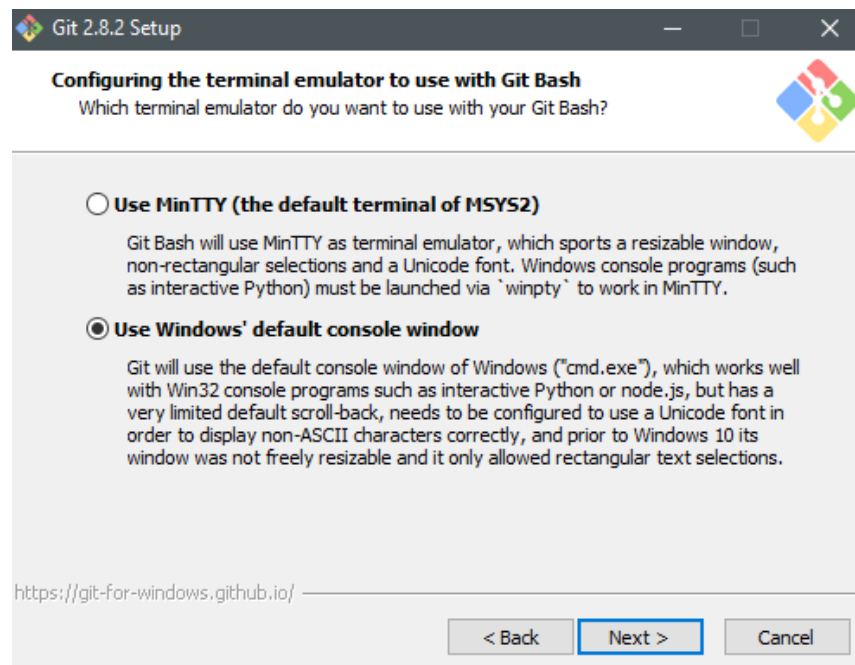 Git 2.8.2 Setup
Configuring the terminal emulator to use with Git Bash
Which terminal emulator do you want to use with your Git Bash?
Use MinTTY (the default terminal of MSYS2)
Git Bash will use MinTTY as terminal emulator, which sports a resizable window,
non-rectangular selections and a Unicode font. Windows console programs (such
as interactive Python) must be launched via `winpty` to work in MinTTY.
Use Windows' default console window
Git will use the default console window of Windows ("cmd.exe"), which works well
with Win32 console programs such as interactive Python or node.js, but has a
very limited default scroll-back, needs to be configured to use a Unicode font in
order to display non-ASCII characters correctly, and prior to Windows 10 its
window was not freely resizable and it only allowed rectangular text selections.
https://git-for-windows.github.io/
< Back Next > Cancel